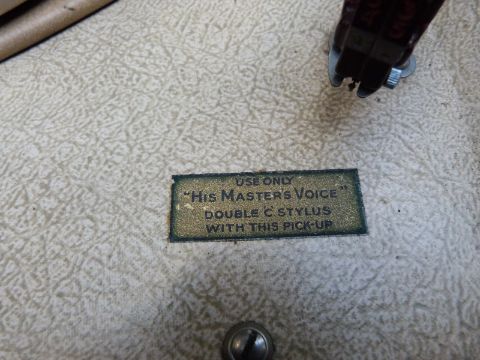 USE ONLY
"HIS MASTER'S VOICE"
DOUBLE C STYLUS
WITH THIS PICK-UP